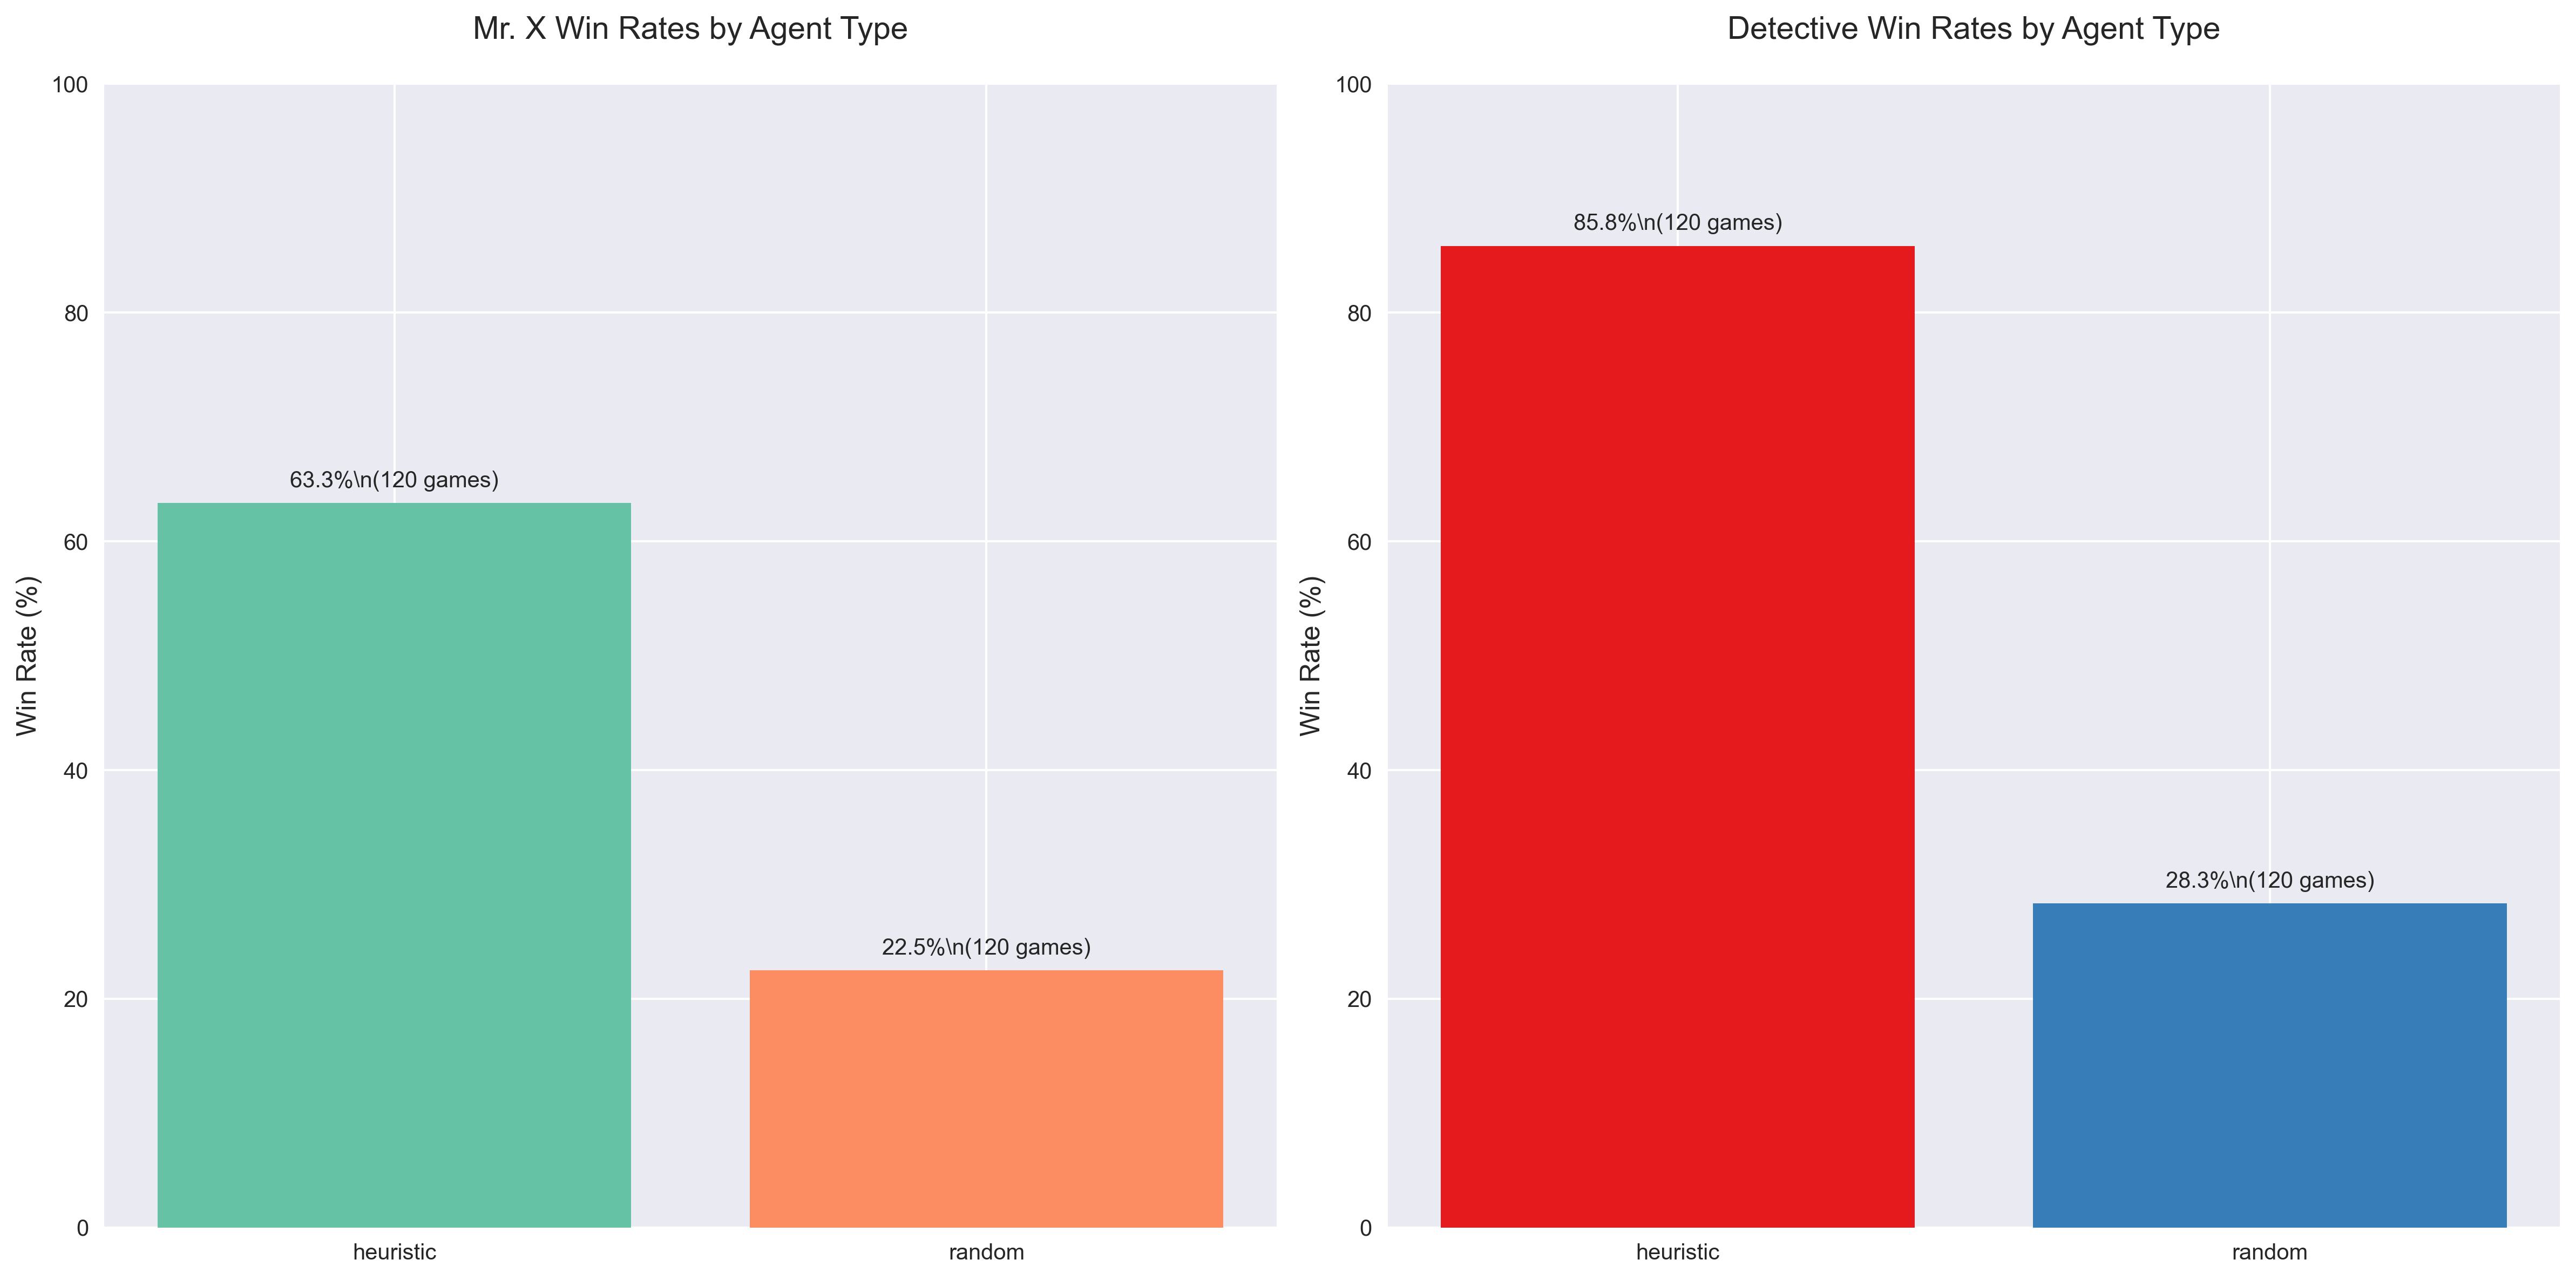 Mr. X Win Rates by Agent Type
100
80
60
40
20
0
Win Rate (%)
63.3%\n(120 games)
22.5%\n(120 games)
heuristic
random
Detective Win Rates by Agent Type
100
80
60
40
20
0
Win Rate (%)
85.8%\n(120 games)
28.3%\n(120 games)
heuristic
random